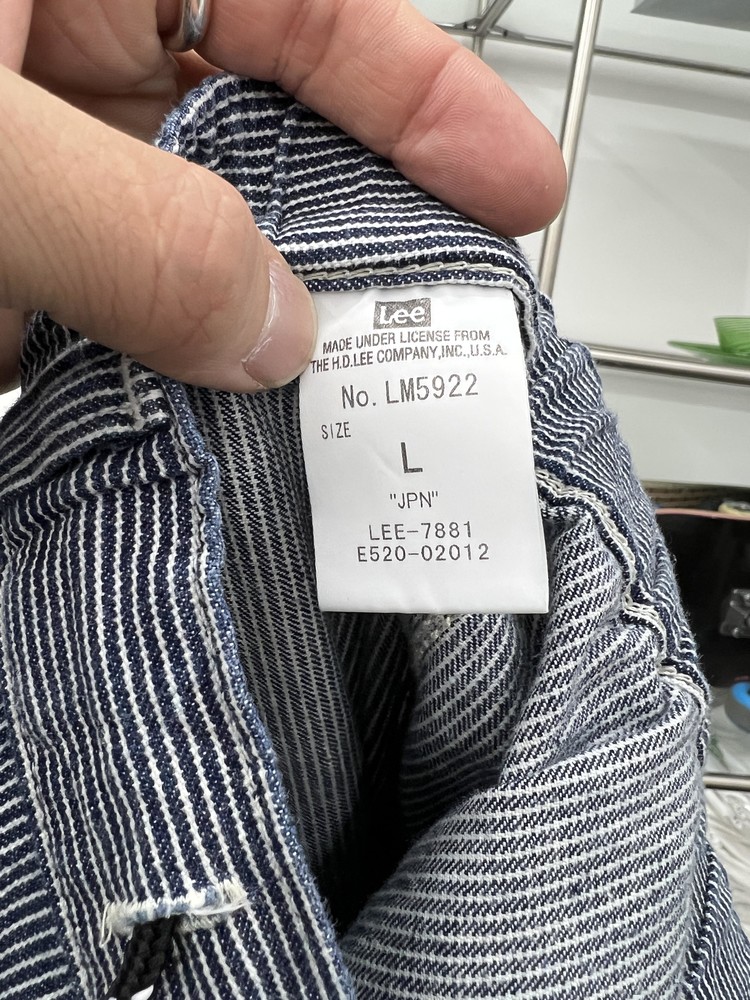 Lee
MADE UNDER LICENSE FROM
THE H.D.LEE COMPANY,INC.,U.S.A.
No. LM5922
SIZE
L
"JPN"
LEE-7881
E520-02012